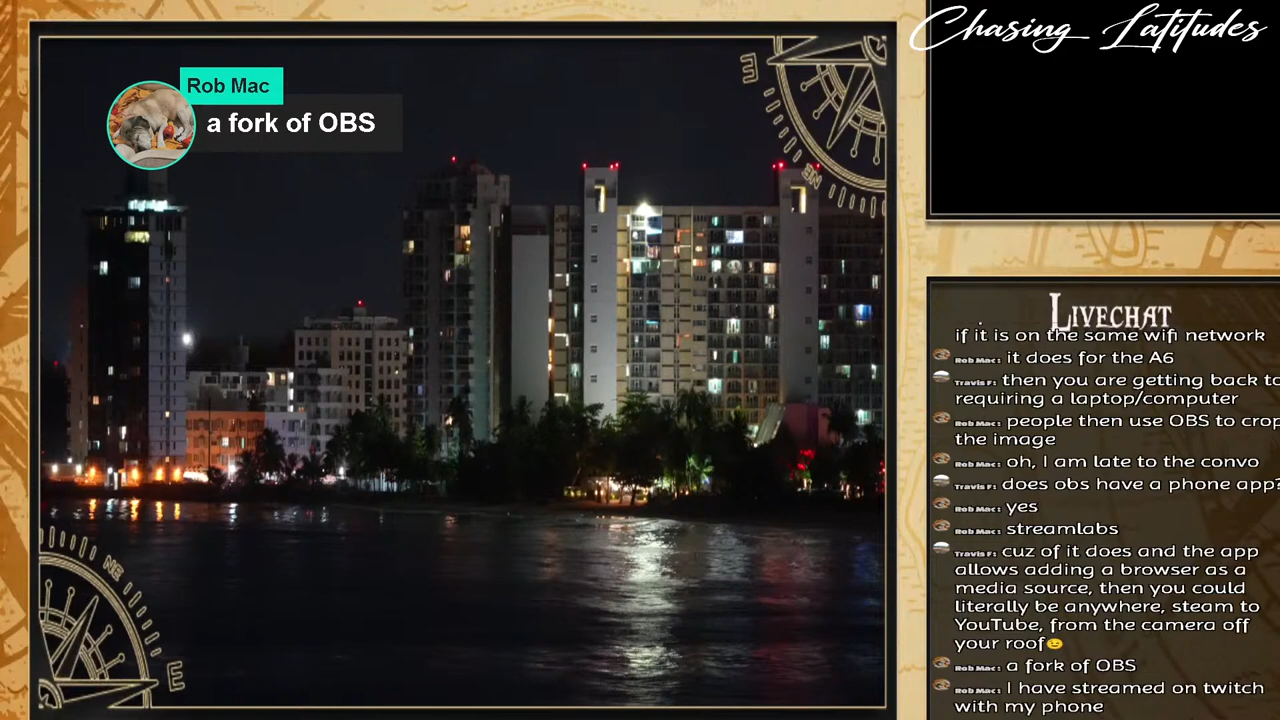 Chasing Latitudes
Rob Mac
a fork of OBS
E
NE
NE
E
LIVECHAT
if it is on the same wifi network
Rob Mac: it does for the A6
Travis F: then you are getting back to
requiring a laptop/computer
Rob Mac: people then use OBS to crop
the image
Rob Mac: oh, I am late to the convo
Travis F: does obs have a phone app?
Rob Mac: yes
Rob Mac: streamlabs
Travis F: cuz of it does and the app
allows adding a browser as a
media source, then you could
literally be anywhere, steam to
YouTube, from the camera off
your roof😉
Rob Mac: a fork of OBS
Rob Mac: I have streamed on twitch
with my phone